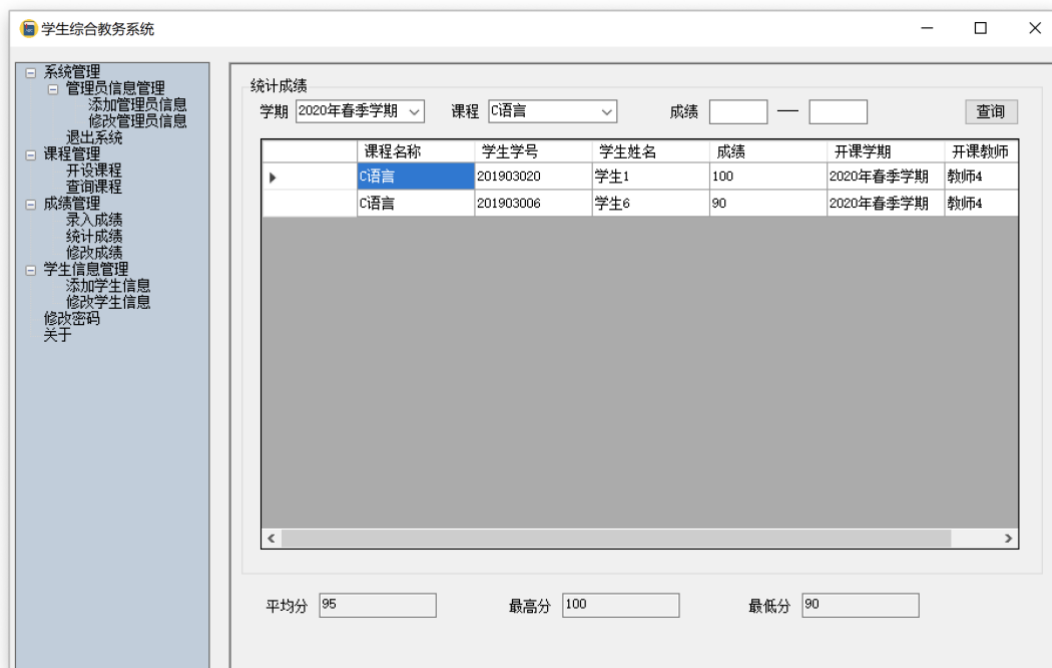 学生综合教务系统
系统管理
管理员信息管理
添加管理员信息
修改管理员信息
退出系统
课程管理
开设课程
查询课程
成绩管理
录入成绩
统计成绩
修改成绩
学生信息管理
添加学生信息
修改学生信息
修改密码
关于
统计成绩
学期 2020年春季学期 课程 C语言 成绩 — 查询
课程名称 学生学号 学生姓名 成绩 开课学期 开课教师
C语言 201903020 学生1 100 2020年春季学期 教师4
C语言 201903006 学生6 90 2020年春季学期 教师4
平均分 95 最高分 100 最低分 90